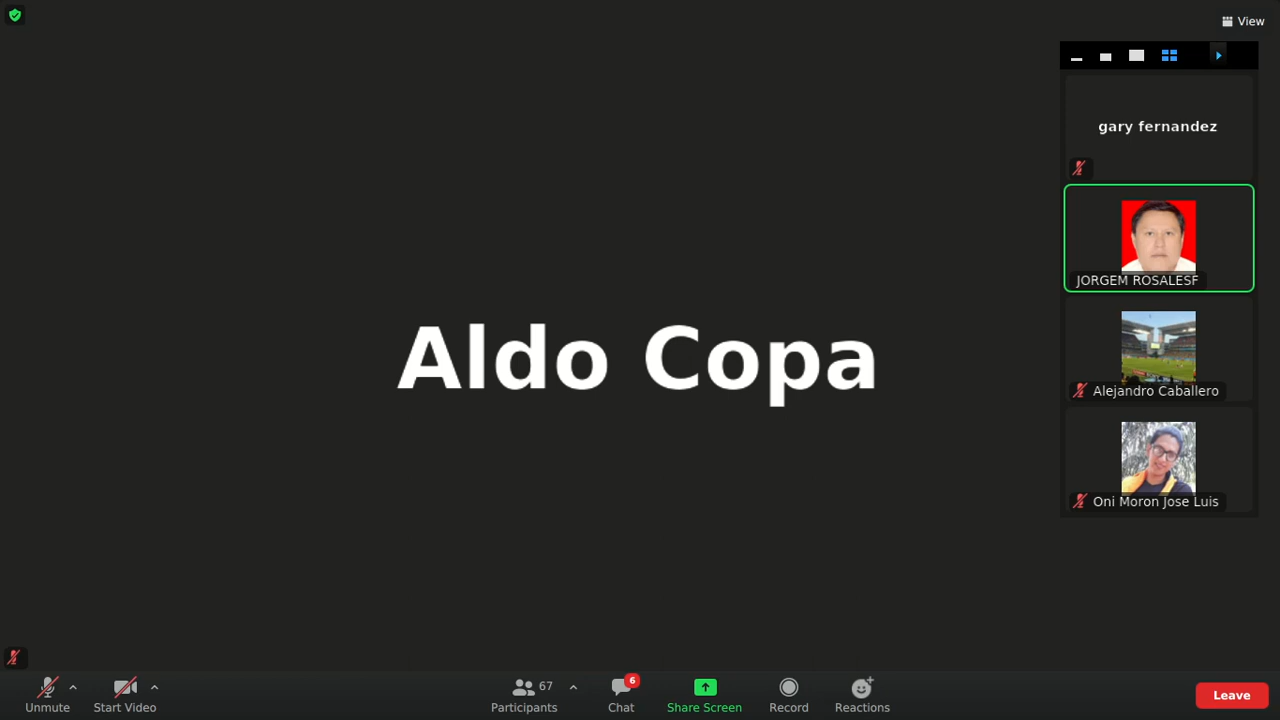 View
gary fernandez
JORGEM ROSALESF
Alejandro Caballero
Oni Moron Jose Luis
Aldo Copa
Unmute
Start Video
67
Participants
6
Chat
Share Screen
Record
Reactions
Leave